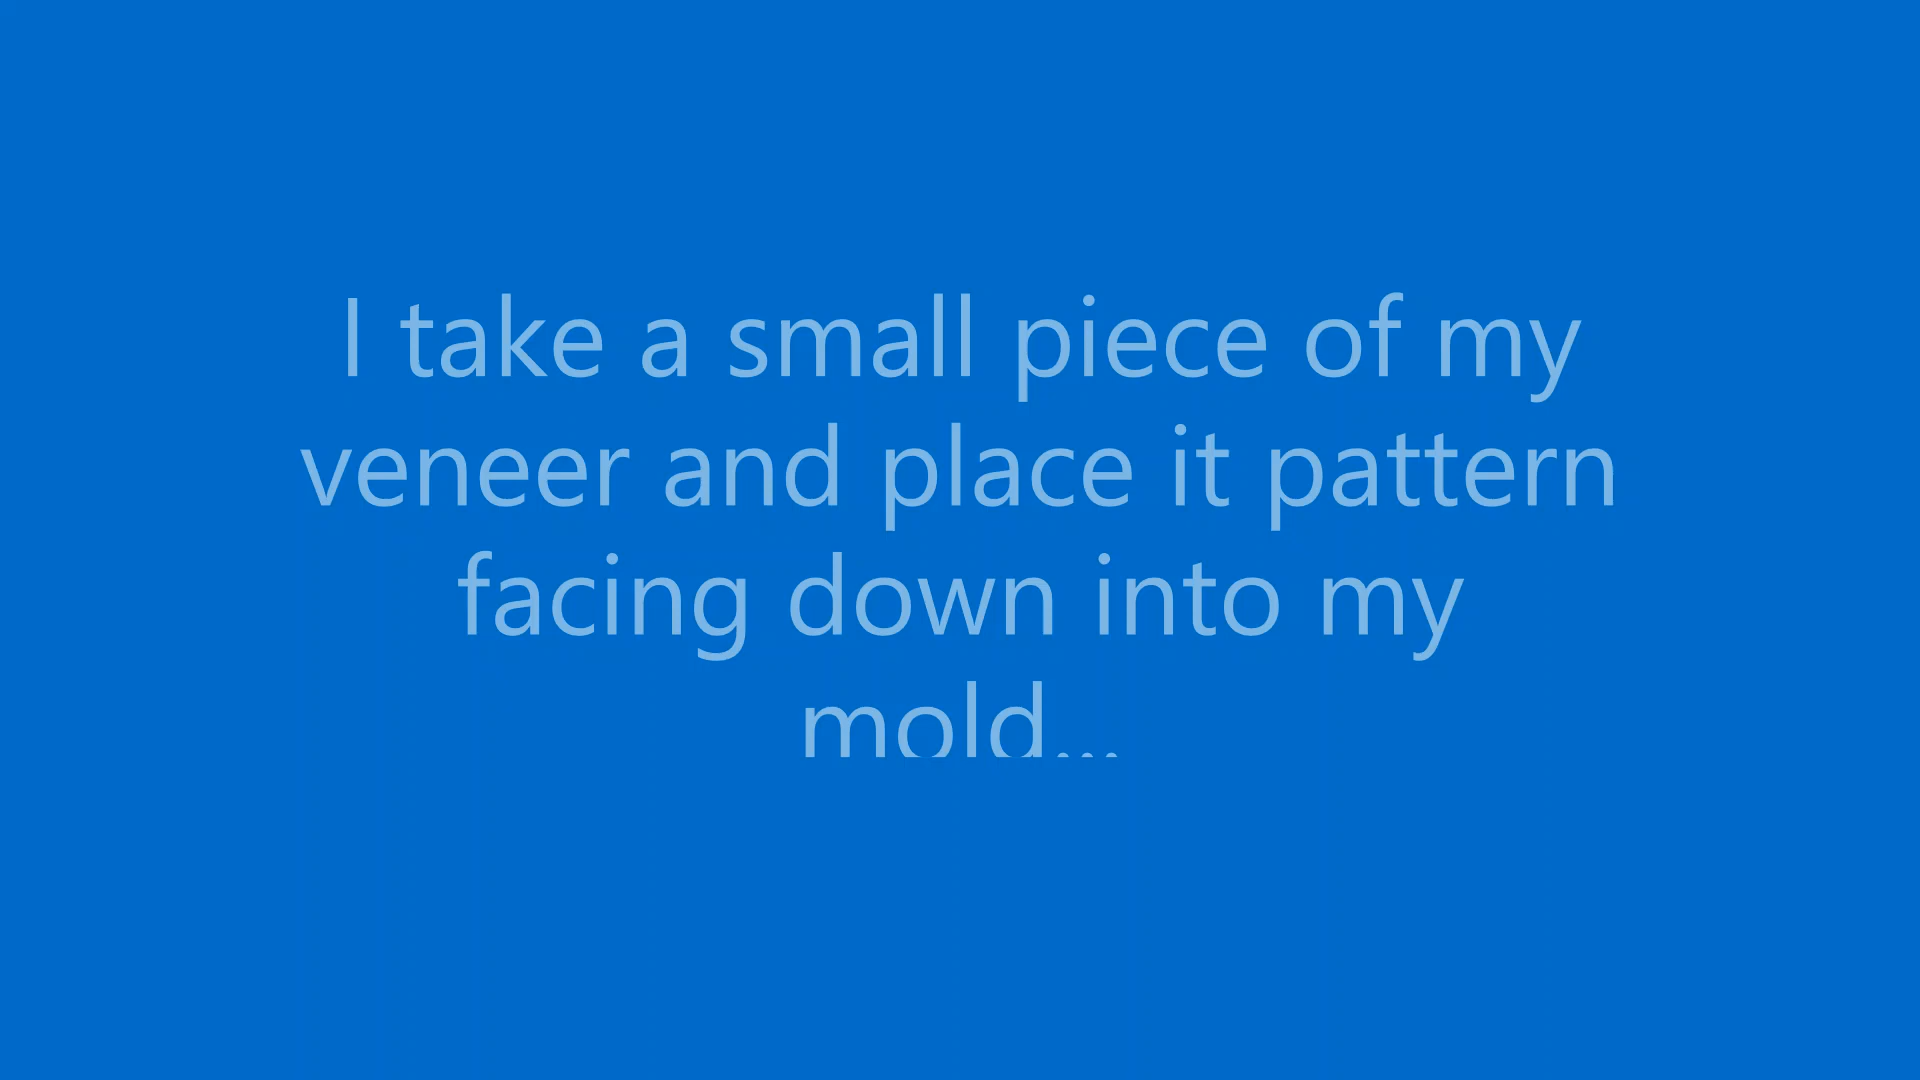 I take a small piece of my
veneer and place it pattern
facing down into my
mold...